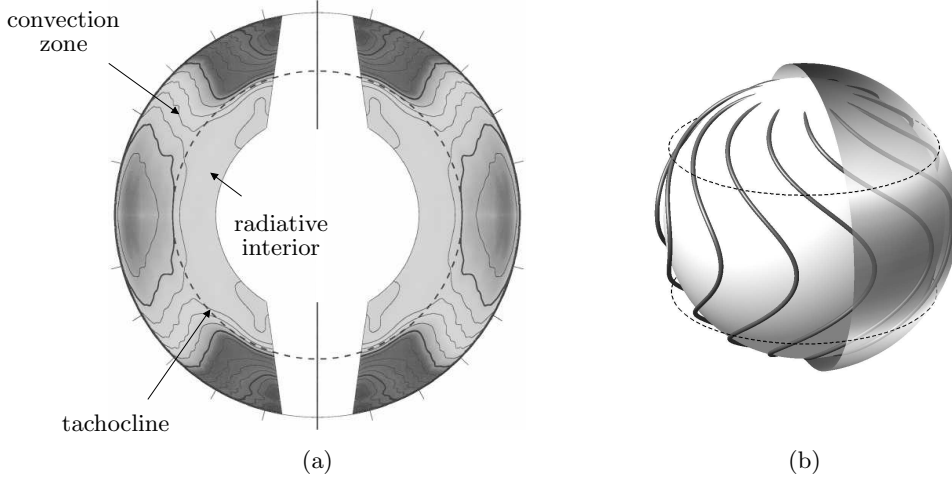 convection
zone
radiative
interior
tachocline
(a)
(b)